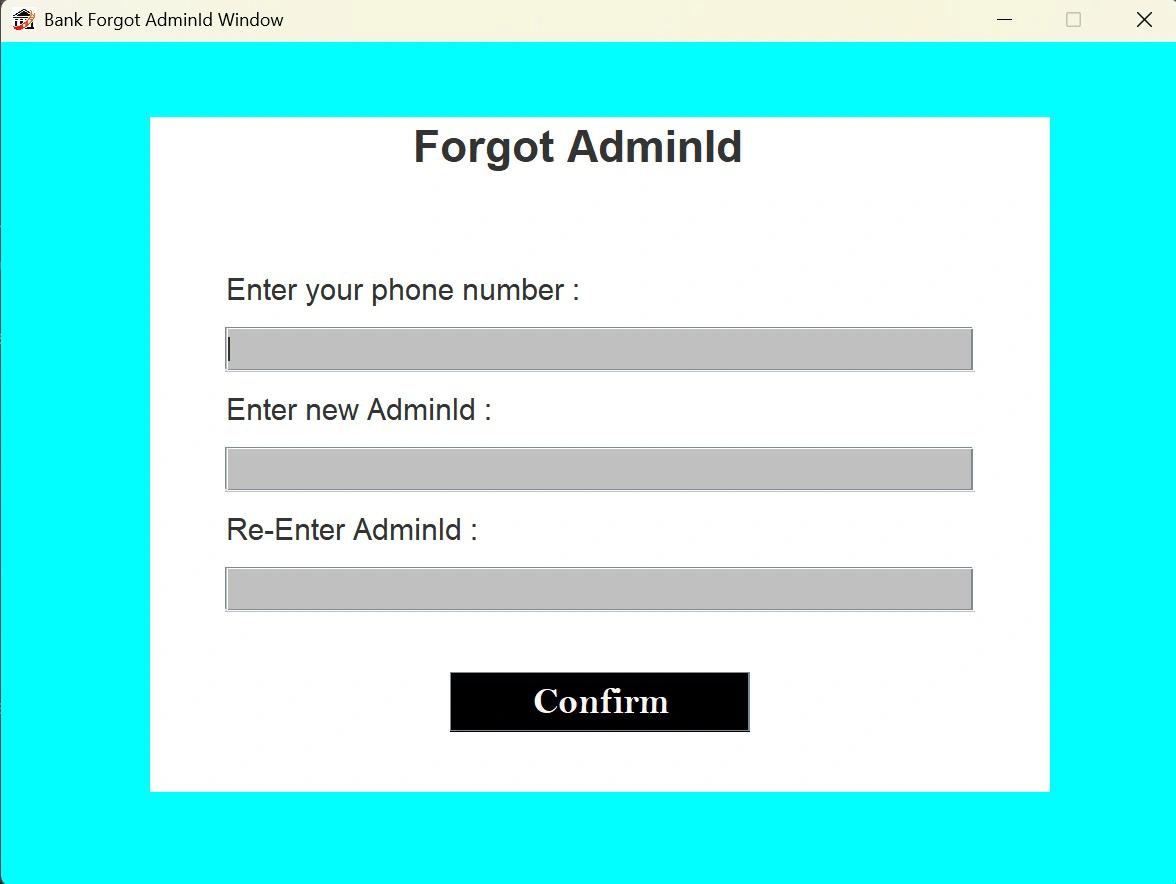 Bank Forgot AdminId Window
Forgot AdminId
Enter your phone number :
Enter new AdminId :
Re-Enter AdminId :
Confirm